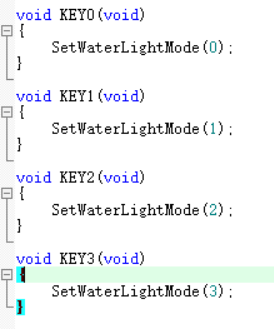 void KEY0(void)
{
SetWaterLightMode(0);
}
void KEY1(void)
{
SetWaterLightMode(1);
}
void KEY2(void)
{
SetWaterLightMode(2);
}
void KEY3(void)
{
SetWaterLightMode(3);
}